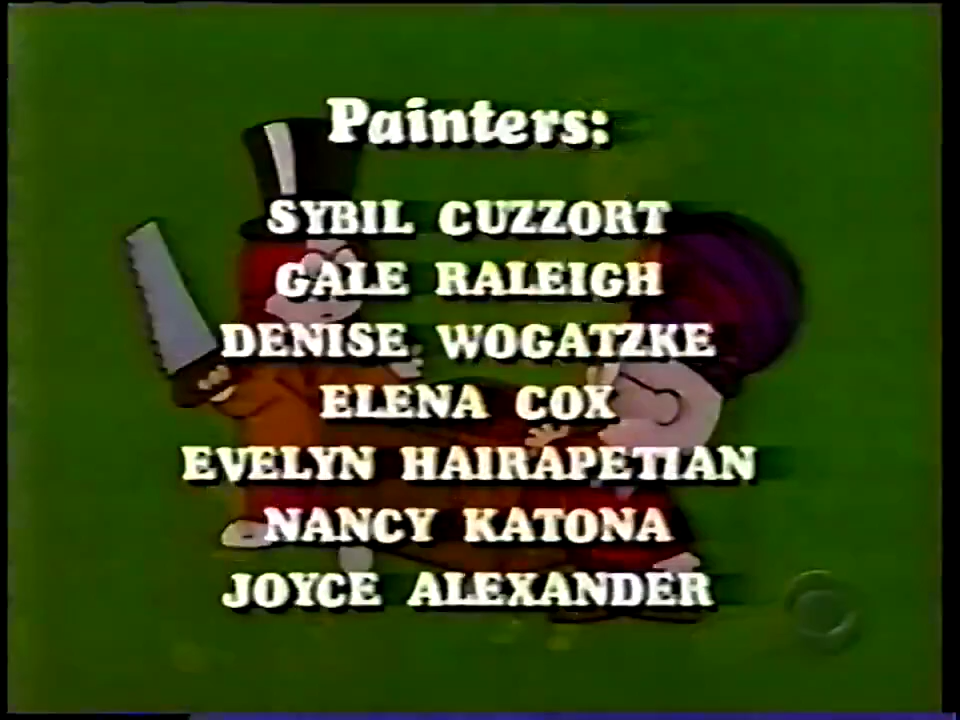 Painters:
SYBIL CUZZORT
GALE RALEIGH
DENISE WOGATZKE
ELENA COX
EVELYN HAIRAPETIAN
NANCY KATONA
JOYCE ALEXANDER